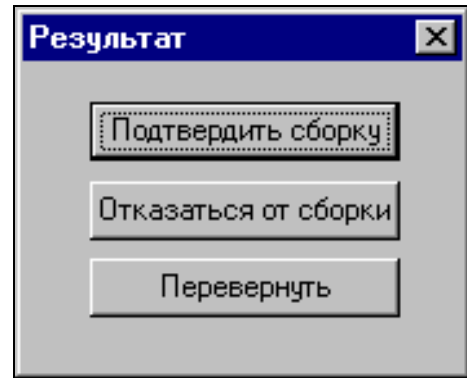 Результат
Подтвердить сборку
Отказаться от сборки
Перевернуть